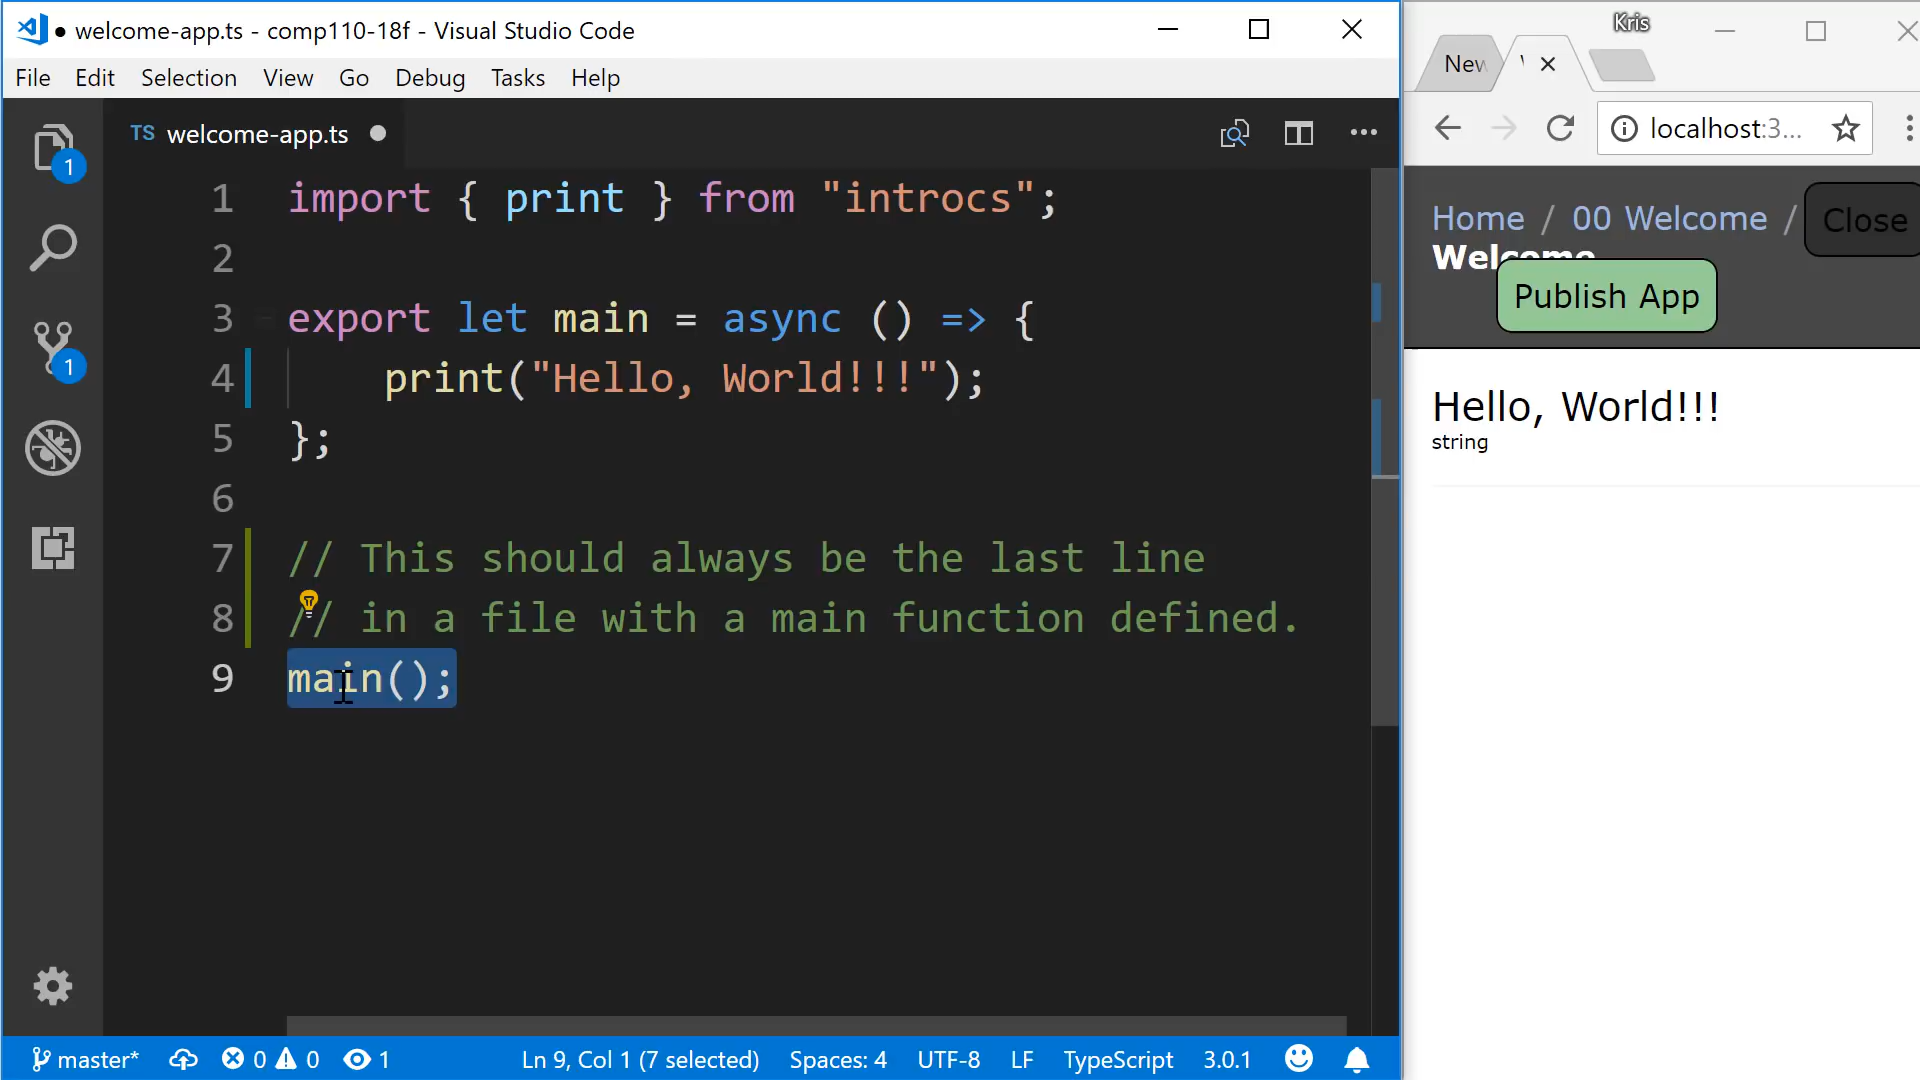 welcome-app.ts - comp110-18f - Visual Studio Code
File Edit Selection View Go Debug Tasks Help
TS welcome-app.ts
1 import { print } from "introcs";
2
3 export let main = async () => {
4 print("Hello, World!!!");
5 };
6
7 // This should always be the last line
8 // in a file with a main function defined.
9 main();
1
1
master* 0 0 1 Ln 9, Col 1 (7 selected) Spaces: 4 UTF-8 LF TypeScript 3.0.1
Kris
New
localhost:3...
Home / 00 Welcome /
Welcome
Close
Publish App
Hello, World!!!
string